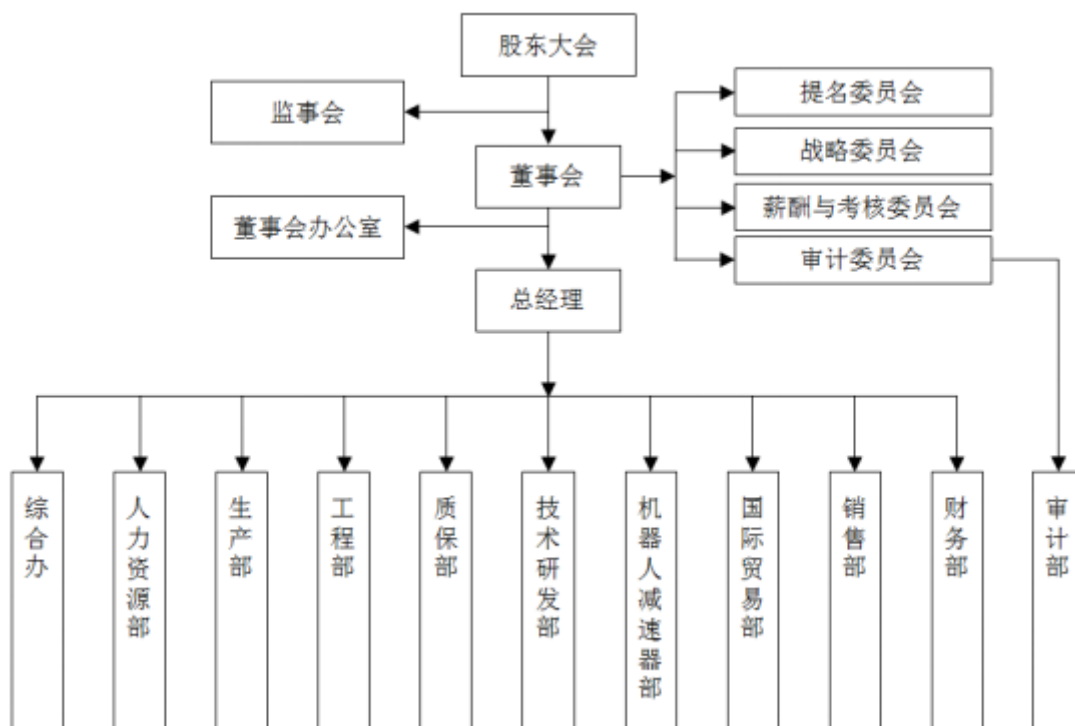 股东大会
监事会
提名委员会
战略委员会
董事会
薪酬与考核委员会
董事会办公室
审计委员会
总经理
综合办
人力资源部
生产部
工程部
质保部
技术研发部
机器人减速器部
国际贸易部
销售部
财务部
审计部